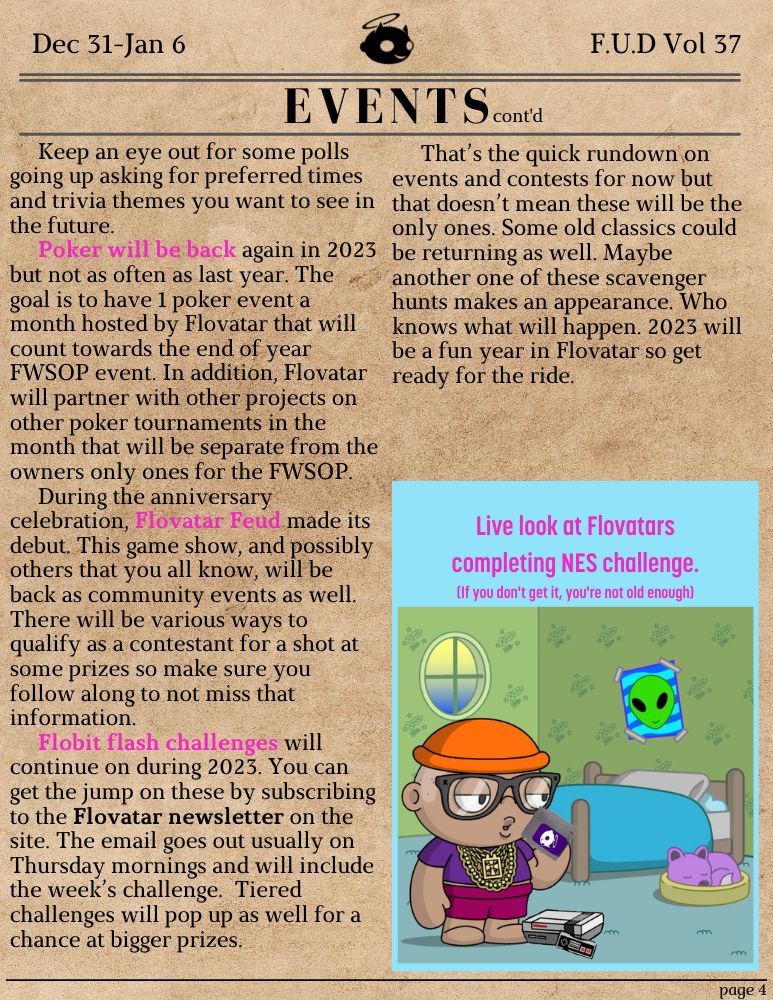 Dec 31-Jan 6
F.U.D Vol 37
EVENTS cont'd
Keep an eye out for some polls
going up asking for preferred times
and trivia themes you want to see in
the future.
Poker will be back again in 2023
but not as often as last year. The
goal is to have 1 poker event a
month hosted by Flovatar that will
count towards the end of year
FWSOP event. In addition, Flovatar
will partner with other projects on
other poker tournaments in the
month that will be separate from the
owners only ones for the FWSOP.
During the anniversary
celebration, Flovatar Feud made its
debut. This game show, and possibly
others that you all know, will be
back as community events as well.
There will be various ways to
qualify as a contestant for a shot at
some prizes so make sure you
follow along to not miss that
information.
Flobit flash challenges will
continue on during 2023. You can
get the jump on these by subscribing
to the Flovatar newsletter on the
site. The email goes out usually on
Thursday mornings and will include
the week's challenge.  Tiered
challenges will pop up as well for a
chance at bigger prizes.
That's the quick rundown on
events and contests for now but
that doesn't mean these will be the
only ones. Some old classics could
be returning as well. Maybe
another one of these scavenger
hunts makes an appearance. Who
knows what will happen. 2023 will
be a fun year in Flovatar so get
ready for the ride.
Live look at Flovatars
completing NES challenge.
(If you don't get it, you're not old enough)
page 4